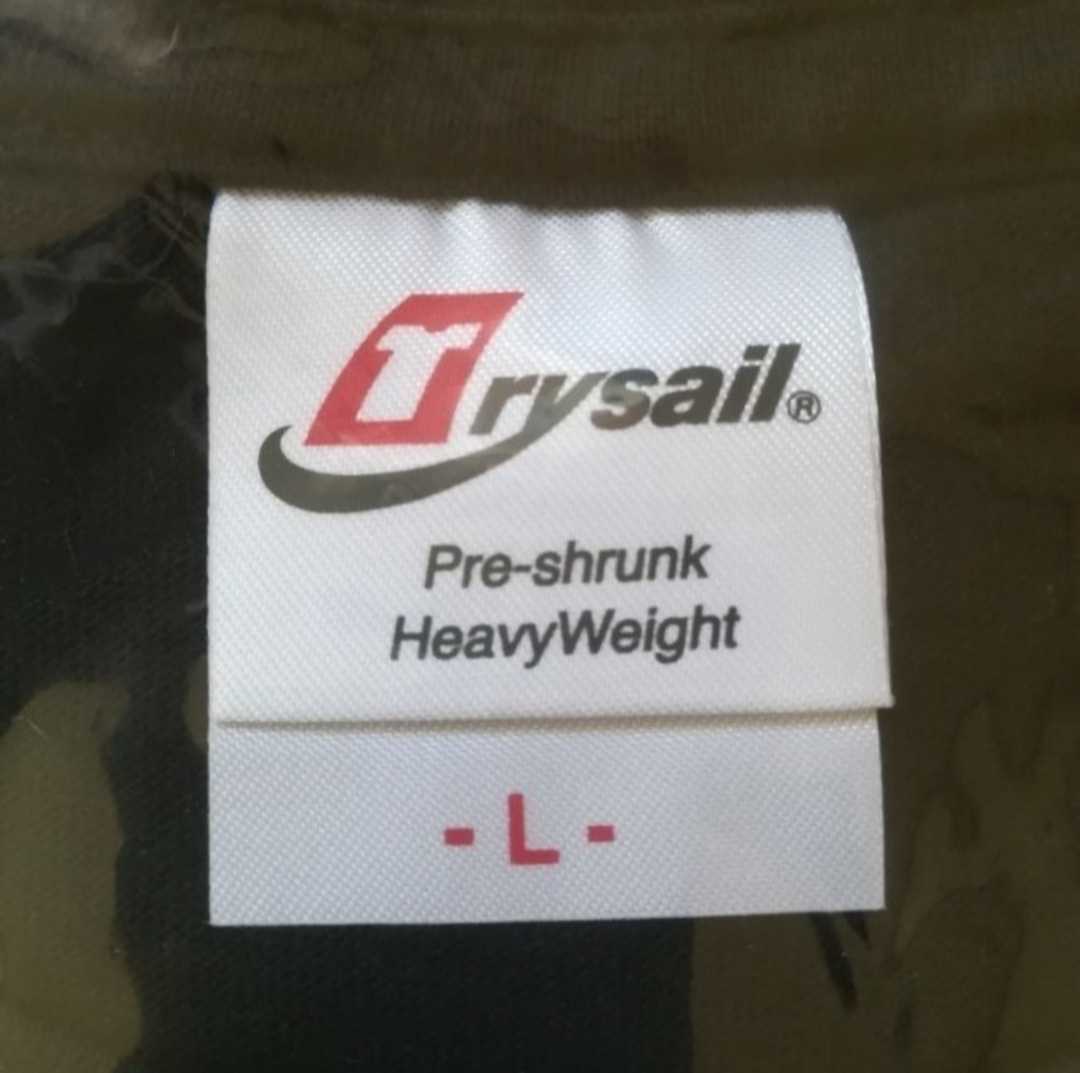 Trysail®
Pre-shrunk
HeavyWeight
- L -